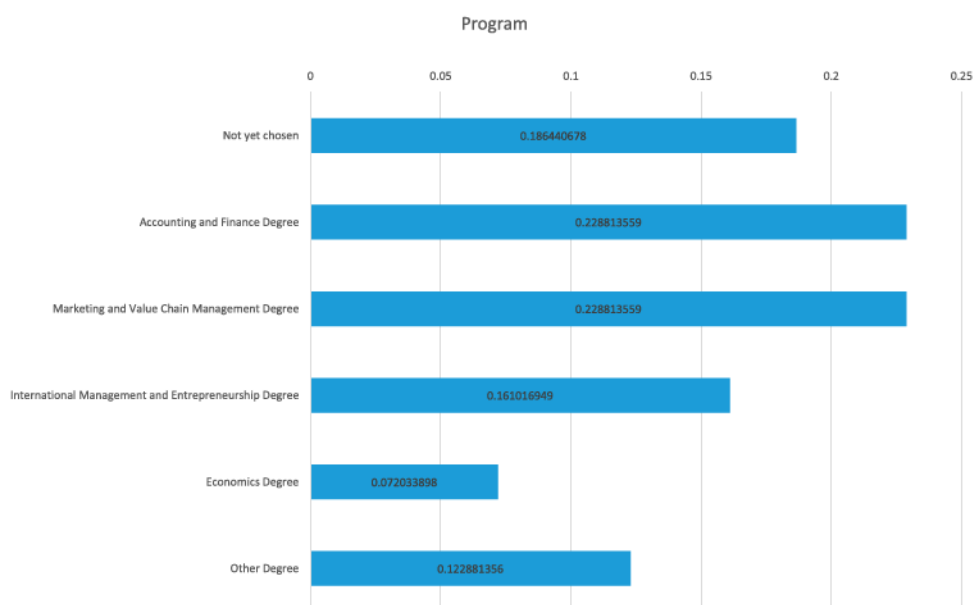 Program
0 0.05 0.1 0.15 0.2 0.25
Not yet chosen 0.186440678
Accounting and Finance Degree 0.228813559
Marketing and Value Chain Management Degree 0.228813559
International Management and Entrepreneurship Degree 0.161016949
Economics Degree 0.072033898
Other Degree 0.122881356